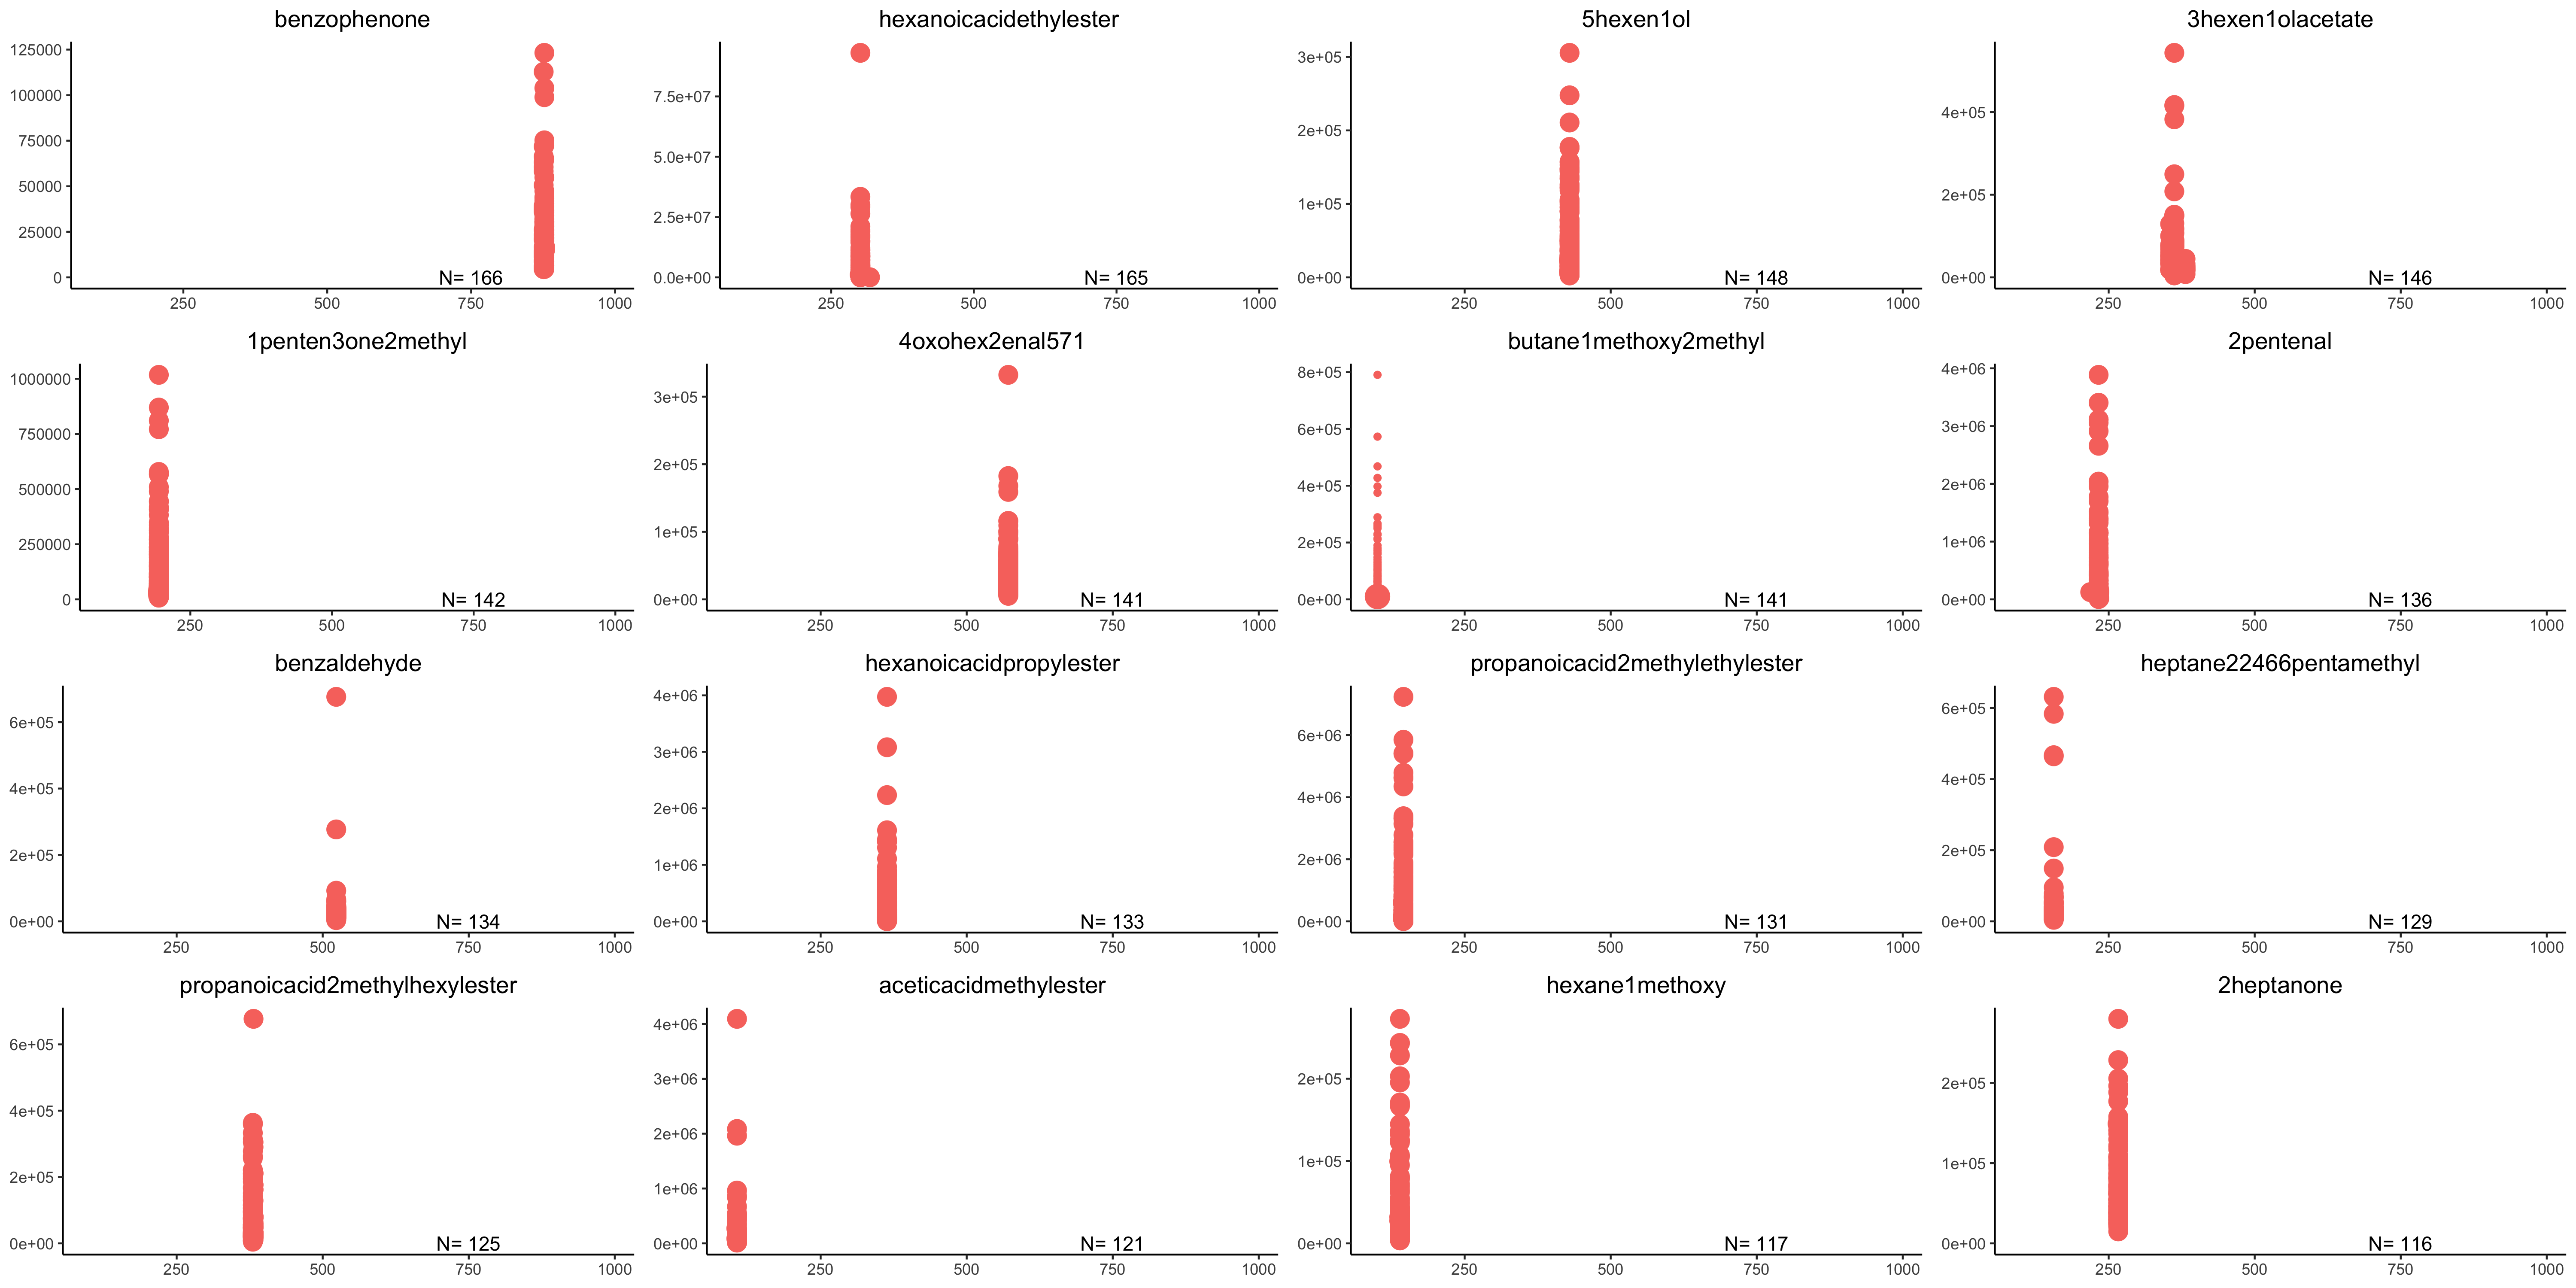 benzophenone
125000
100000
75000
50000
25000
0
N= 166
250 500 750 1000
hexanoicacidethylester
7.5e+07
5.0e+07
2.5e+07
0.0e+00
N= 165
250 500 750 1000
5hexen1ol
3e+05
2e+05
1e+05
0e+00
N= 148
250 500 750 1000
3hexen1olacetate
4e+05
2e+05
0e+00
N= 146
250 500 750 1000
1penten3one2methyl
1000000
750000
500000
250000
0
N= 142
250 500 750 1000
4oxohex2enal571
3e+05
2e+05
1e+05
0e+00
N= 141
250 500 750 1000
butane1methoxy2methyl
8e+05
6e+05
4e+05
2e+05
0e+00
N= 141
250 500 750 1000
2pentenal
4e+06
3e+06
2e+06
1e+06
0e+00
N= 136
250 500 750 1000
benzaldehyde
6e+05
4e+05
2e+05
0e+00
N= 134
250 500 750 1000
hexanoicacidpropylester
4e+06
3e+06
2e+06
1e+06
0e+00
N= 133
250 500 750 1000
propanoicacid2methylethylester
6e+06
4e+06
2e+06
0e+00
N= 131
250 500 750 1000
heptane22466pentamethyl
6e+05
4e+05
2e+05
0e+00
N= 129
250 500 750 1000
propanoicacid2methylhexylester
6e+05
4e+05
2e+05
0e+00
N= 125
250 500 750 1000
aceticacidmethylester
4e+06
3e+06
2e+06
1e+06
0e+00
N= 121
250 500 750 1000
hexane1methoxy
2e+05
1e+05
0e+00
N= 117
250 500 750 1000
2heptanone
2e+05
1e+05
0e+00
N= 116
250 500 750 1000